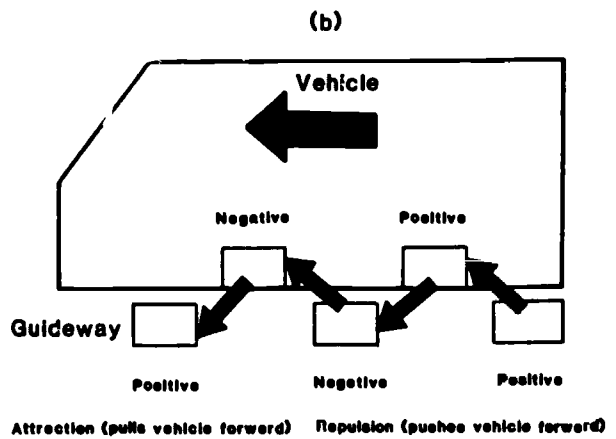 (b)
Vehicle
Negative Positive
Guideway
Positive Negative Positive
Attraction (pulls vehicle forward) Repulsion (pushes vehicle forward)